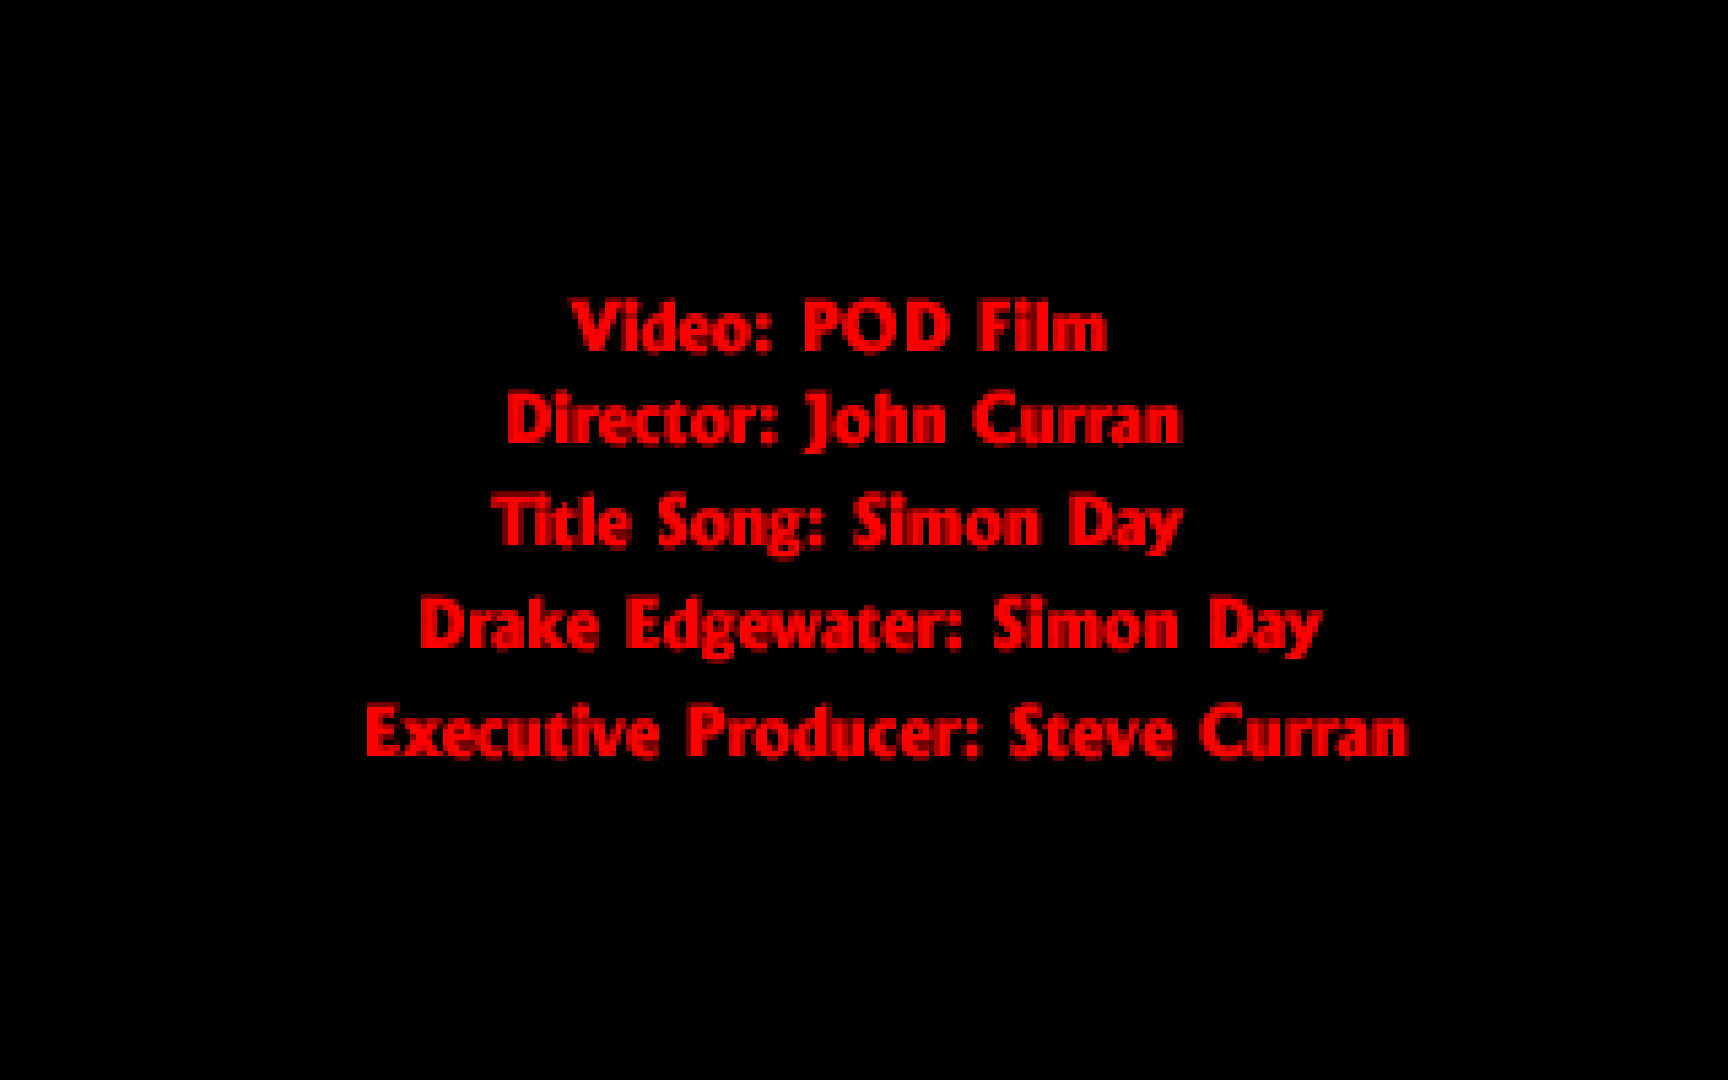 Video: POD Film
Director: John Curran
Title Song: Simon Day
Drake Edgewater: Simon Day
Executive Producer: Steve Curran